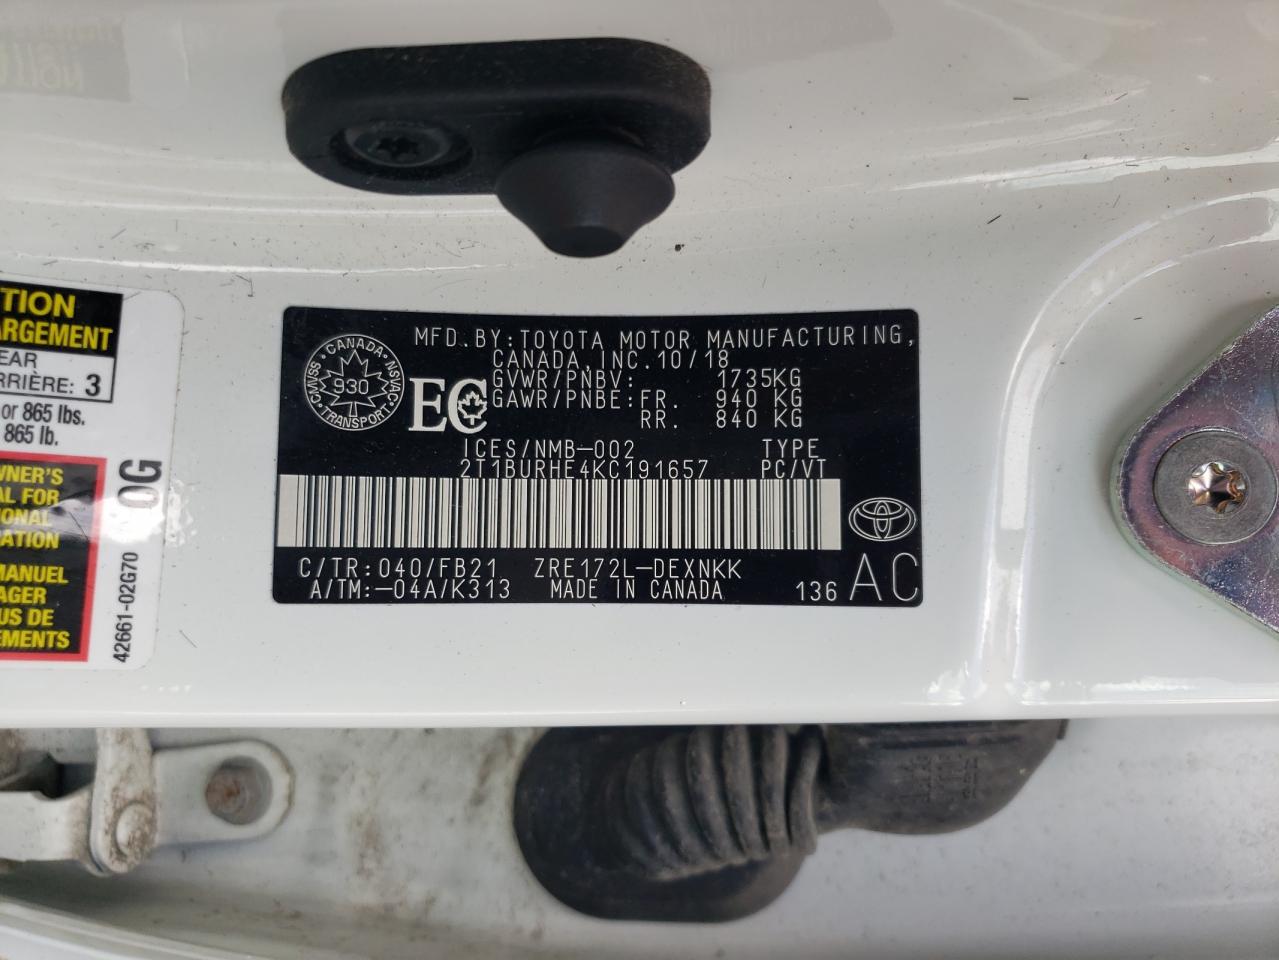 TION
ARGEMENT
EAR
RRIÈRE: 3
or 865 lbs.
865 lb.
WNER'S
AL FOR
IONAL
ATION
MANUEL
AGER
US DE
EMENTS
0G
42661-02G70
MFD.BY:TOYOTA MOTOR MANUFACTURING,
CANADA,INC.10/18
GVWR/PNBV: 1735KG
GAWR/PNBE:FR. 940 KG
RR. 840 KG
CANADA
CMVSS NSVAC
930
TRANSPORT
EC
ICES/NMB-002 TYPE
2T1BURHE4KC191657 PC/VT
C/TR:040/FB21 ZRE172L-DEXNKK
A/TM:-04A/K313 MADE IN CANADA 136 AC